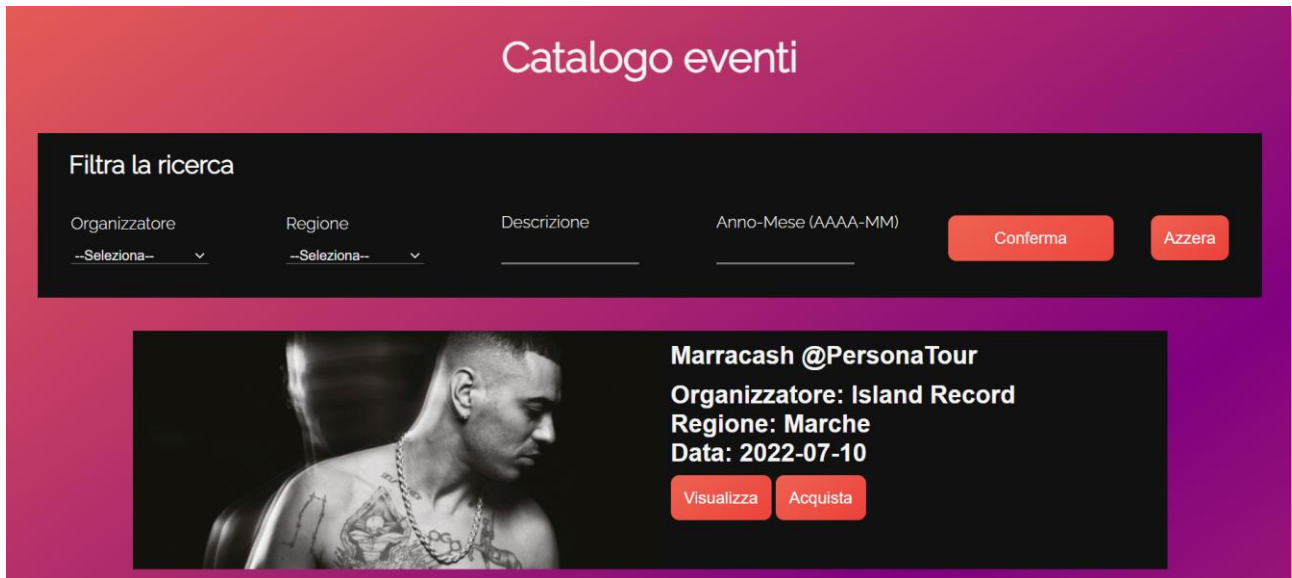 Catalogo eventi
Filtra la ricerca
Organizzatore Regione Descrizione Anno-Mese (AAAA-MM) Conferma Azzera
--Seleziona-- --Seleziona--
Marracash @PersonaTour
Organizzatore: Island Record
Regione: Marche
Data: 2022-07-10
Visualizza Acquista